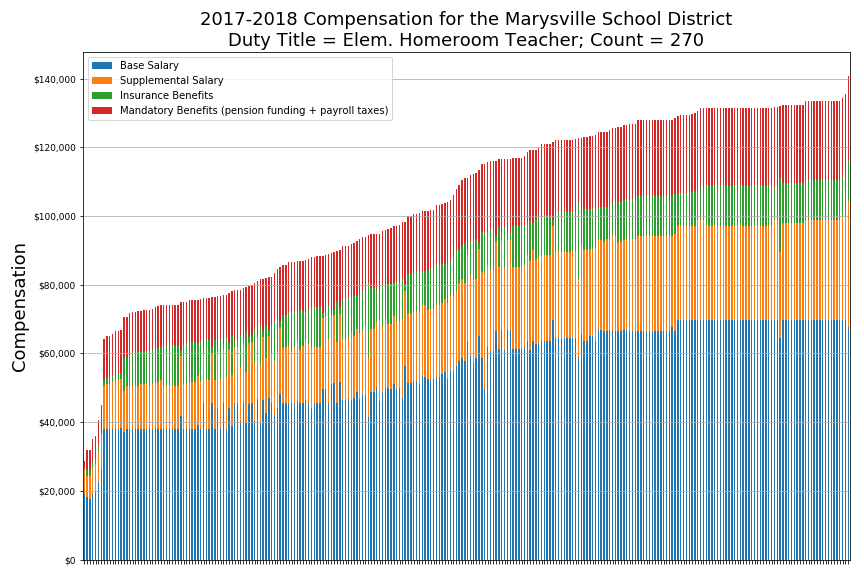 2017-2018 Compensation for the Marysville School District
Duty Title = Elem. Homeroom Teacher; Count = 270
Base Salary
Supplemental Salary
Insurance Benefits
Mandatory Benefits (pension funding + payroll taxes)
$140,000
$120,000
$100,000
$80,000
$60,000
$40,000
$20,000
$0
Compensation